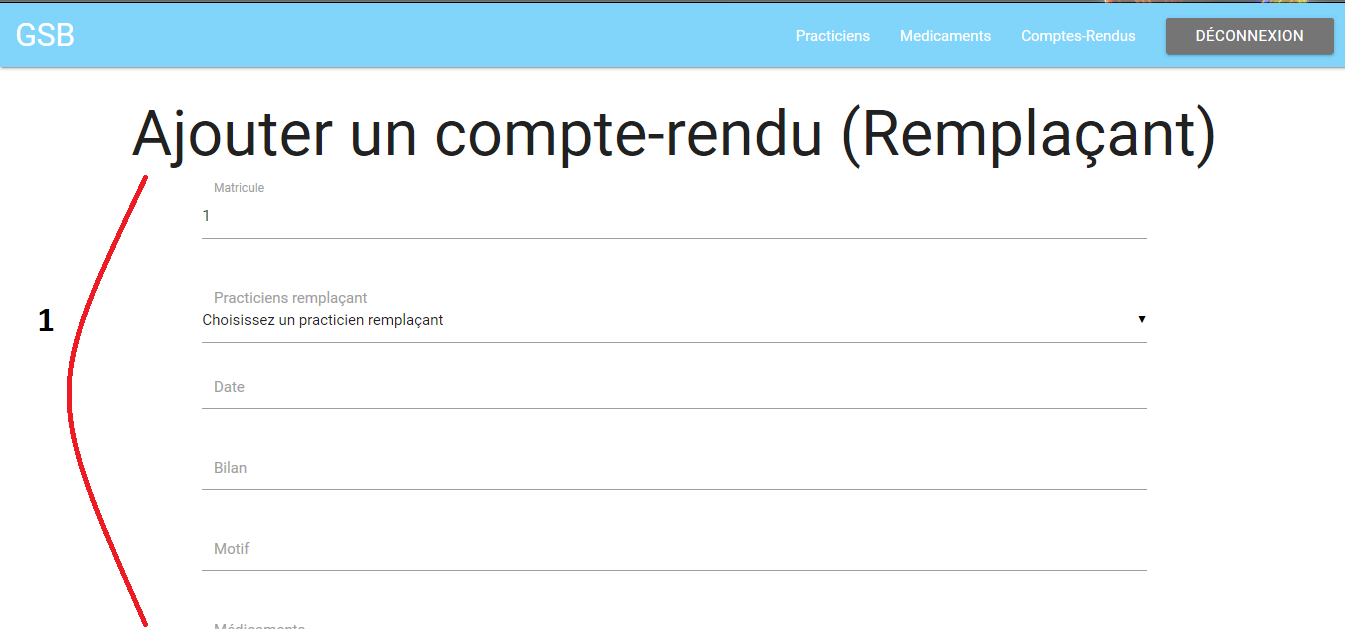 GSB
Practiciens Medicaments Comptes-Rendus DÉCONNEXION
Ajouter un compte-rendu (Remplaçant)
Matricule
1
1
Practiciens remplaçant
Choisissez un practicien remplaçant
Date
Bilan
Motif
Médicaments